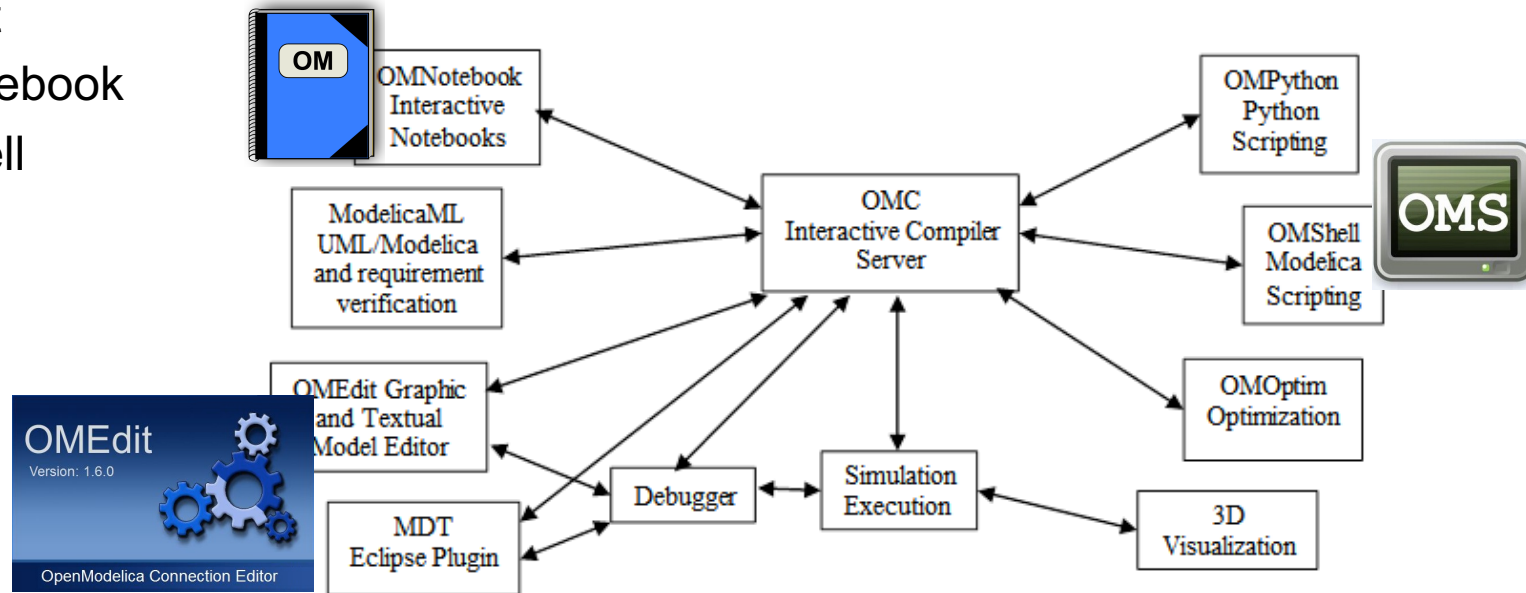 ebook
ell
OM
OMNotebook
Interactive
Notebooks
OMPython
Python
Scripting
ModelicaML
UML/Modelica
and requirement
verification
OMC
Interactive Compiler
Server
OMShell
Modelica
Scripting
OMS
OMEdit Graphic
and Textual
Model Editor
OMOptim
Optimization
OMEdit
Version: 1.6.0
OpenModelica Connection Editor
MDT
Eclipse Plugin
Debugger
Simulation
Execution
3D
Visualization